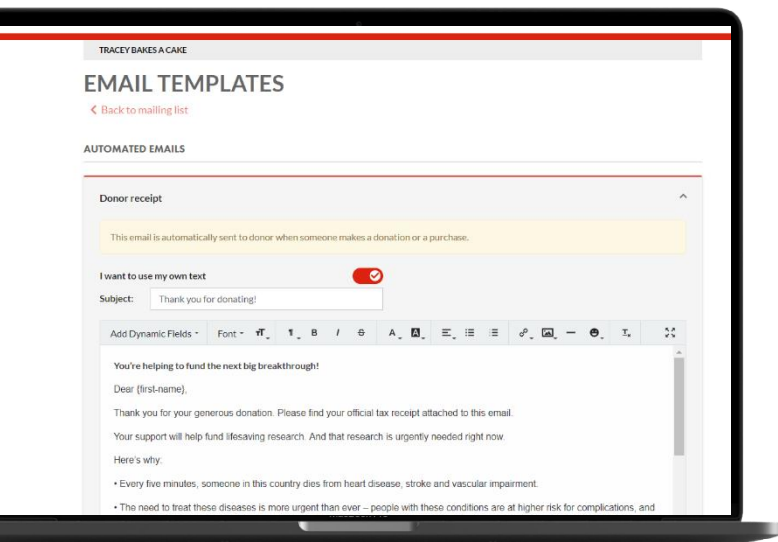 TRACEY BAKES A CAKE
EMAIL TEMPLATES
Back to mailing list
AUTOMATED EMAILS
Donor receipt
This email is automatically sent to donor when someone makes a donation or a purchase.
I want to use my own text
Subject: Thank you for donating!
Add Dynamic Fields Font
You're helping to fund the next big breakthrough!
Dear {first-name},
Thank you for your generous donation. Please find your official tax receipt attached to this email.
Your support will help fund lifesaving research. And that research is urgently needed right now.
Here's why:
• Every five minutes, someone in this country dies from heart disease, stroke and vascular impairment.
• The need to treat these diseases is more urgent than ever – people with these conditions are at higher risk for complications, and